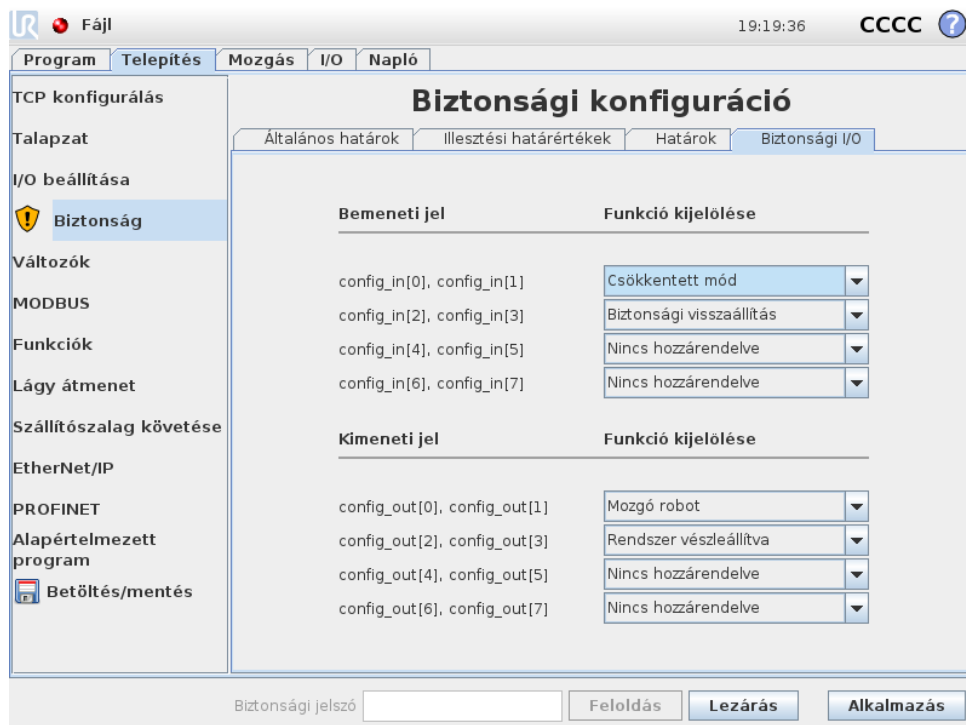 UR Fájl 19:19:36 CCCC ?
Program Telepítés Mozgás I/O Napló
TCP konfigurálás
Talapzat
I/O beállítása
Biztonság
Változók
MODBUS
Funkciók
Lágy átmenet
Szállítószalag követése
EtherNet/IP
PROFINET
Alapértelmezett
program
Betöltés/mentés
Biztonsági konfiguráció
Általános határok Illesztési határértékek Határok Biztonsági I/O
Bemeneti jel Funkció kijelölése
config_in[0], config_in[1] Csökkentett mód
config_in[2], config_in[3] Biztonsági visszaállítás
config_in[4], config_in[5] Nincs hozzárendelve
config_in[6], config_in[7] Nincs hozzárendelve
Kimeneti jel Funkció kijelölése
config_out[0], config_out[1] Mozgó robot
config_out[2], config_out[3] Rendszer vészleállítva
config_out[4], config_out[5] Nincs hozzárendelve
config_out[6], config_out[7] Nincs hozzárendelve
Biztonsági jelszó Feloldás Lezárás Alkalmazás